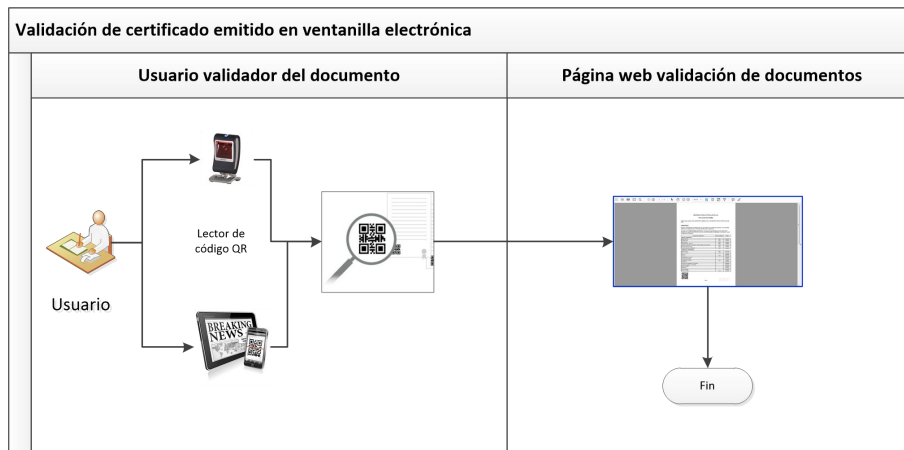 Validación de certificado emitido en ventanilla electrónica
Usuario validador del documento
Página web validación de documentos
Lector de
código QR
Usuario
BREAKING
NEWS
Fin